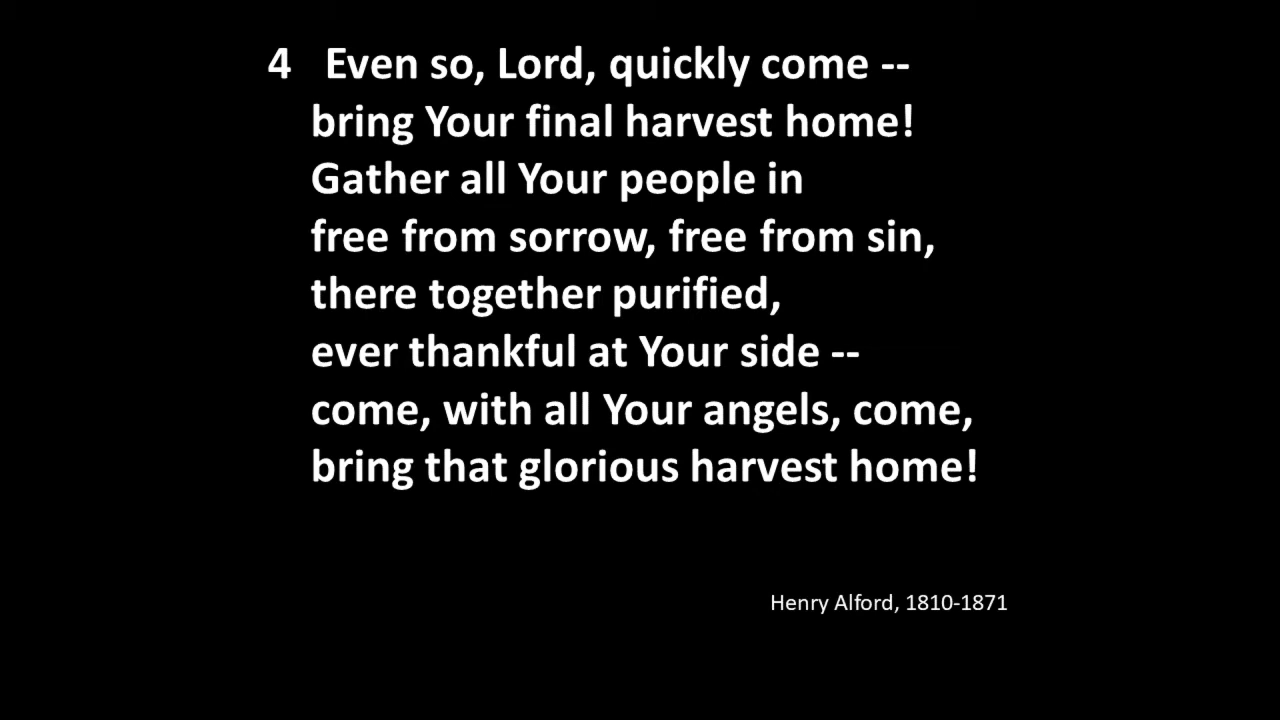 4 Even so, Lord, quickly come --
bring Your final harvest home!
Gather all Your people in
free from sorrow, free from sin,
there together purified,
ever thankful at Your side --
come, with all Your angels, come,
bring that glorious harvest home!
Henry Alford, 1810-1871